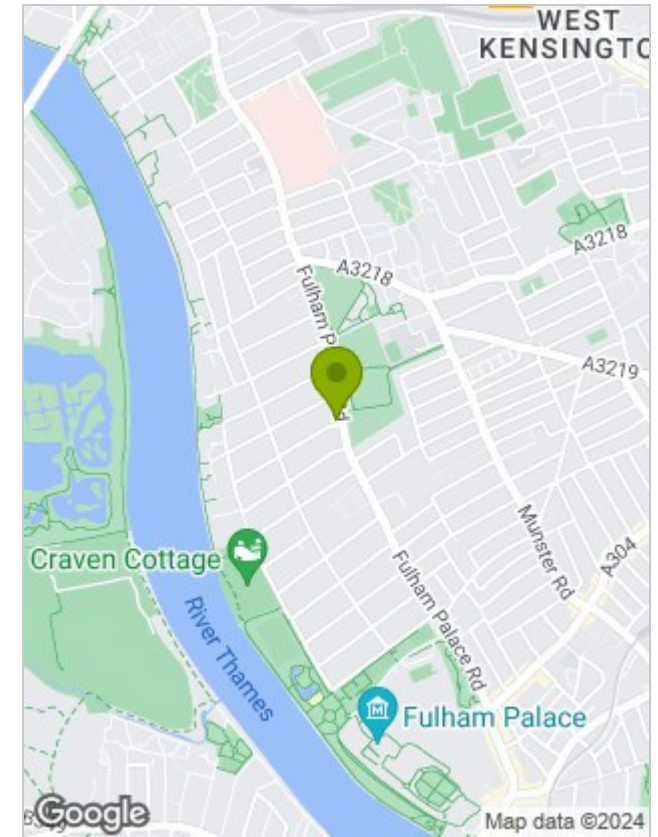 WEST
KENSINGTO
A3218
A3218
Fulham P
A3219
Munster Rd
A304
Craven Cottage
Fulham Palace Rd
River Thames
M
Fulham Palace
Google
Map data ©2024